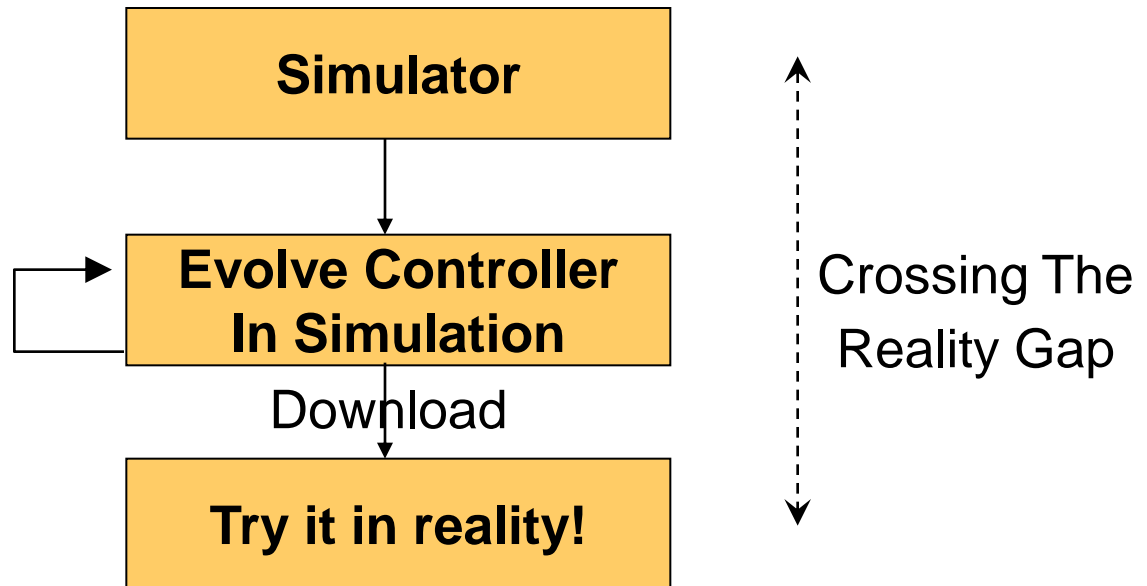 Simulator
Evolve Controller
In Simulation
Download
Try it in reality!
Crossing The
Reality Gap